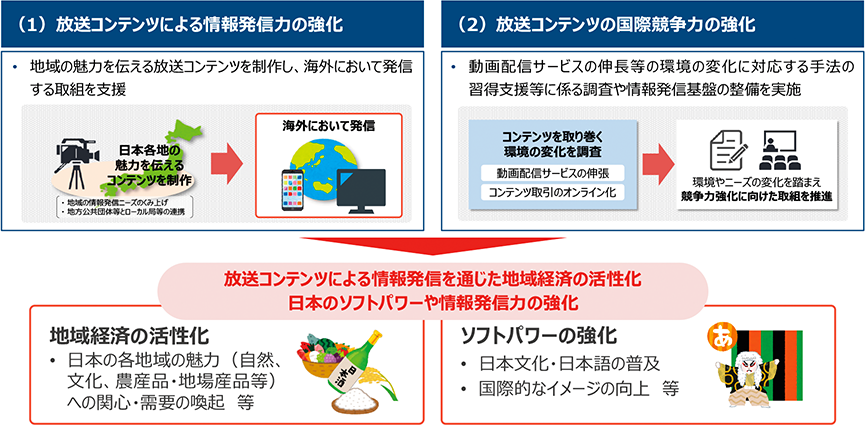 （1）放送コンテンツによる情報発信力の強化
・ 地域の魅力を伝える放送コンテンツを制作し、海外において発信
する取組を支援
日本各地の
魅力を伝える
コンテンツを制作
・地域の情報発信ニーズのくみ上げ
・地方公共団体等とローカル局等の連携
海外において発信
（2）放送コンテンツの国際競争力の強化
・ 動画配信サービスの伸長等の環境の変化に対応する手法の
習得支援等に係る調査や情報発信基盤の整備を実施
コンテンツを取り巻く
環境の変化を調査
動画配信サービスの伸張
コンテンツ取引のオンライン化
環境やニーズの変化を踏まえ
競争力強化に向けた取組を推進
放送コンテンツによる情報発信を通じた地域経済の活性化
日本のソフトパワーや情報発信力の強化
地域経済の活性化
・ 日本の各地域の魅力（自然、
文化、農産品・地場産品等）
への関心・需要の喚起 等
日本酒
ソフトパワーの強化
・ 日本文化・日本語の普及
・ 国際的なイメージの向上 等
あ